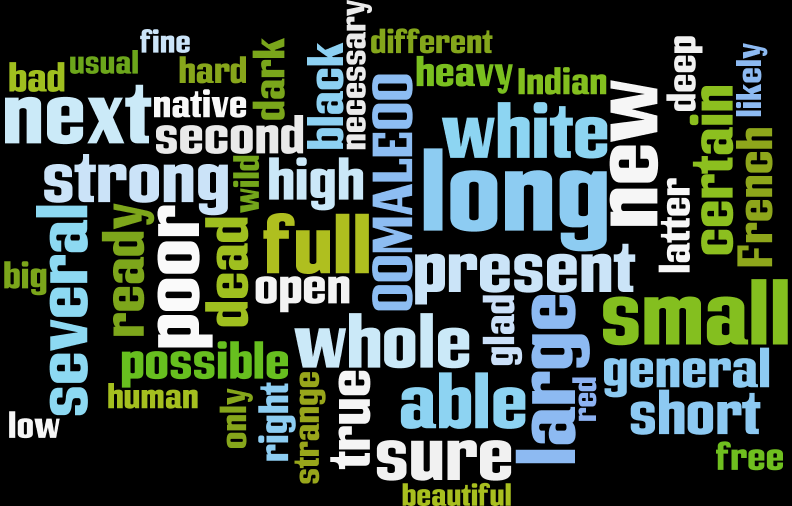 fine
usual
bad
hard
dark
black
necessary
different
heavy
Indian
deep
likely
next
native
second
OOMALEOO
white
new
certain
French
strong
wild
high
long
latter
several
ready
poor
dead
full
open
present
big
small
whole
glad
large
possible
general
human
only
right
strange
true
able
red
short
low
sure
free
beautiful